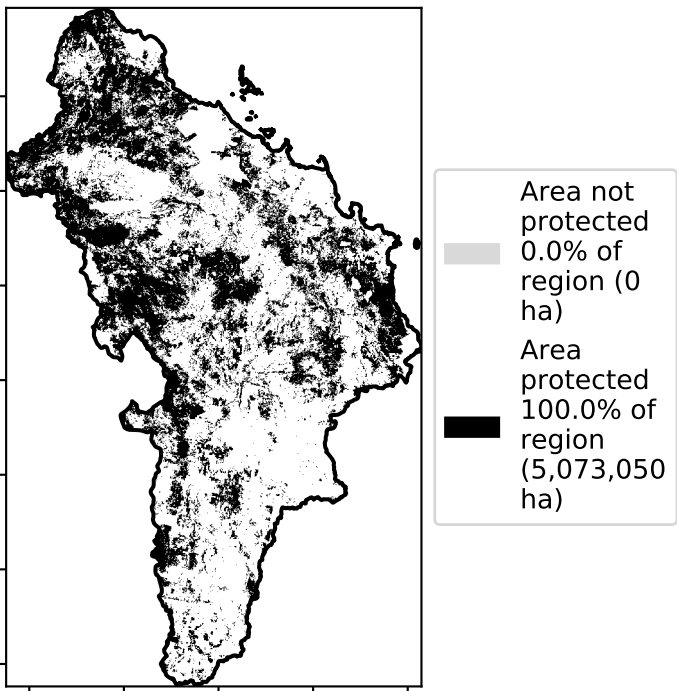 Area not
protected
0.0% of
region (0
ha)
Area
protected
100.0% of
region
(5,073,050
ha)